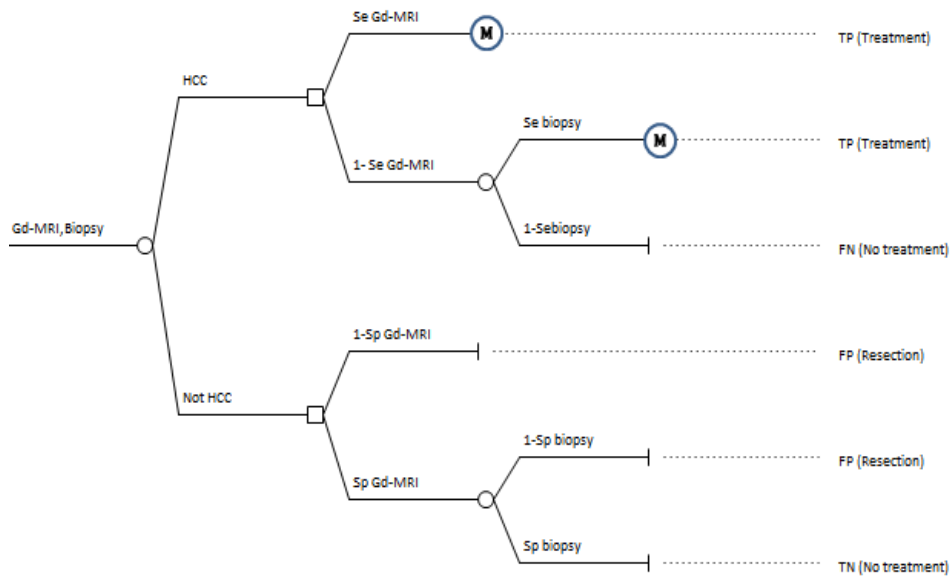 Se Gd-MRI
M
TP (Treatment)
HCC
Se biopsy
M
TP (Treatment)
1- Se Gd-MRI
1-Sebiopsy
FN (No treatment)
Gd-MRI,Biopsy
1-Sp Gd-MRI
FP (Resection)
Not HCC
1-Sp biopsy
FP (Resection)
Sp Gd-MRI
Sp biopsy
TN (No treatment)